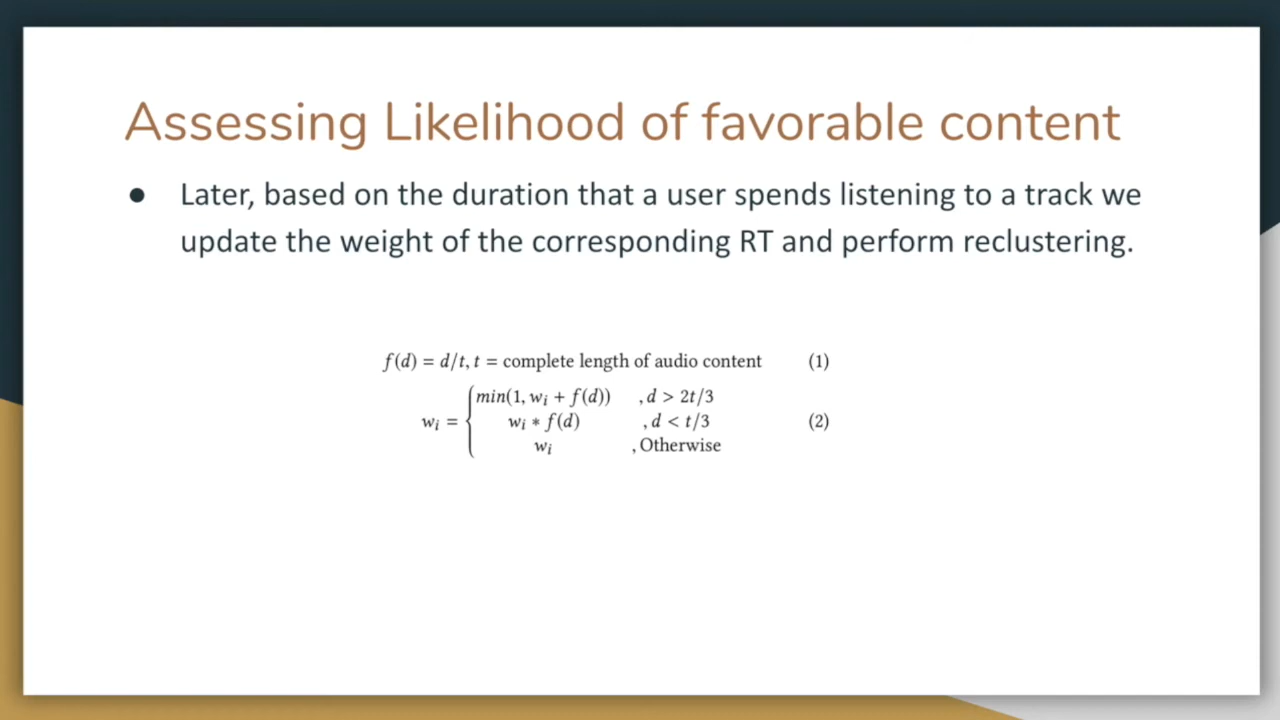 Assessing Likelihood of favorable content
● Later, based on the duration that a user spends listening to a track we
update the weight of the corresponding RT and perform reclustering.
f(d) = d/t, t = complete length of audio content (1)
min(1, wᵢ + f(d)) , d > 2t/3
wᵢ = { wᵢ * f(d) , d < t/3 (2)
wᵢ , Otherwise